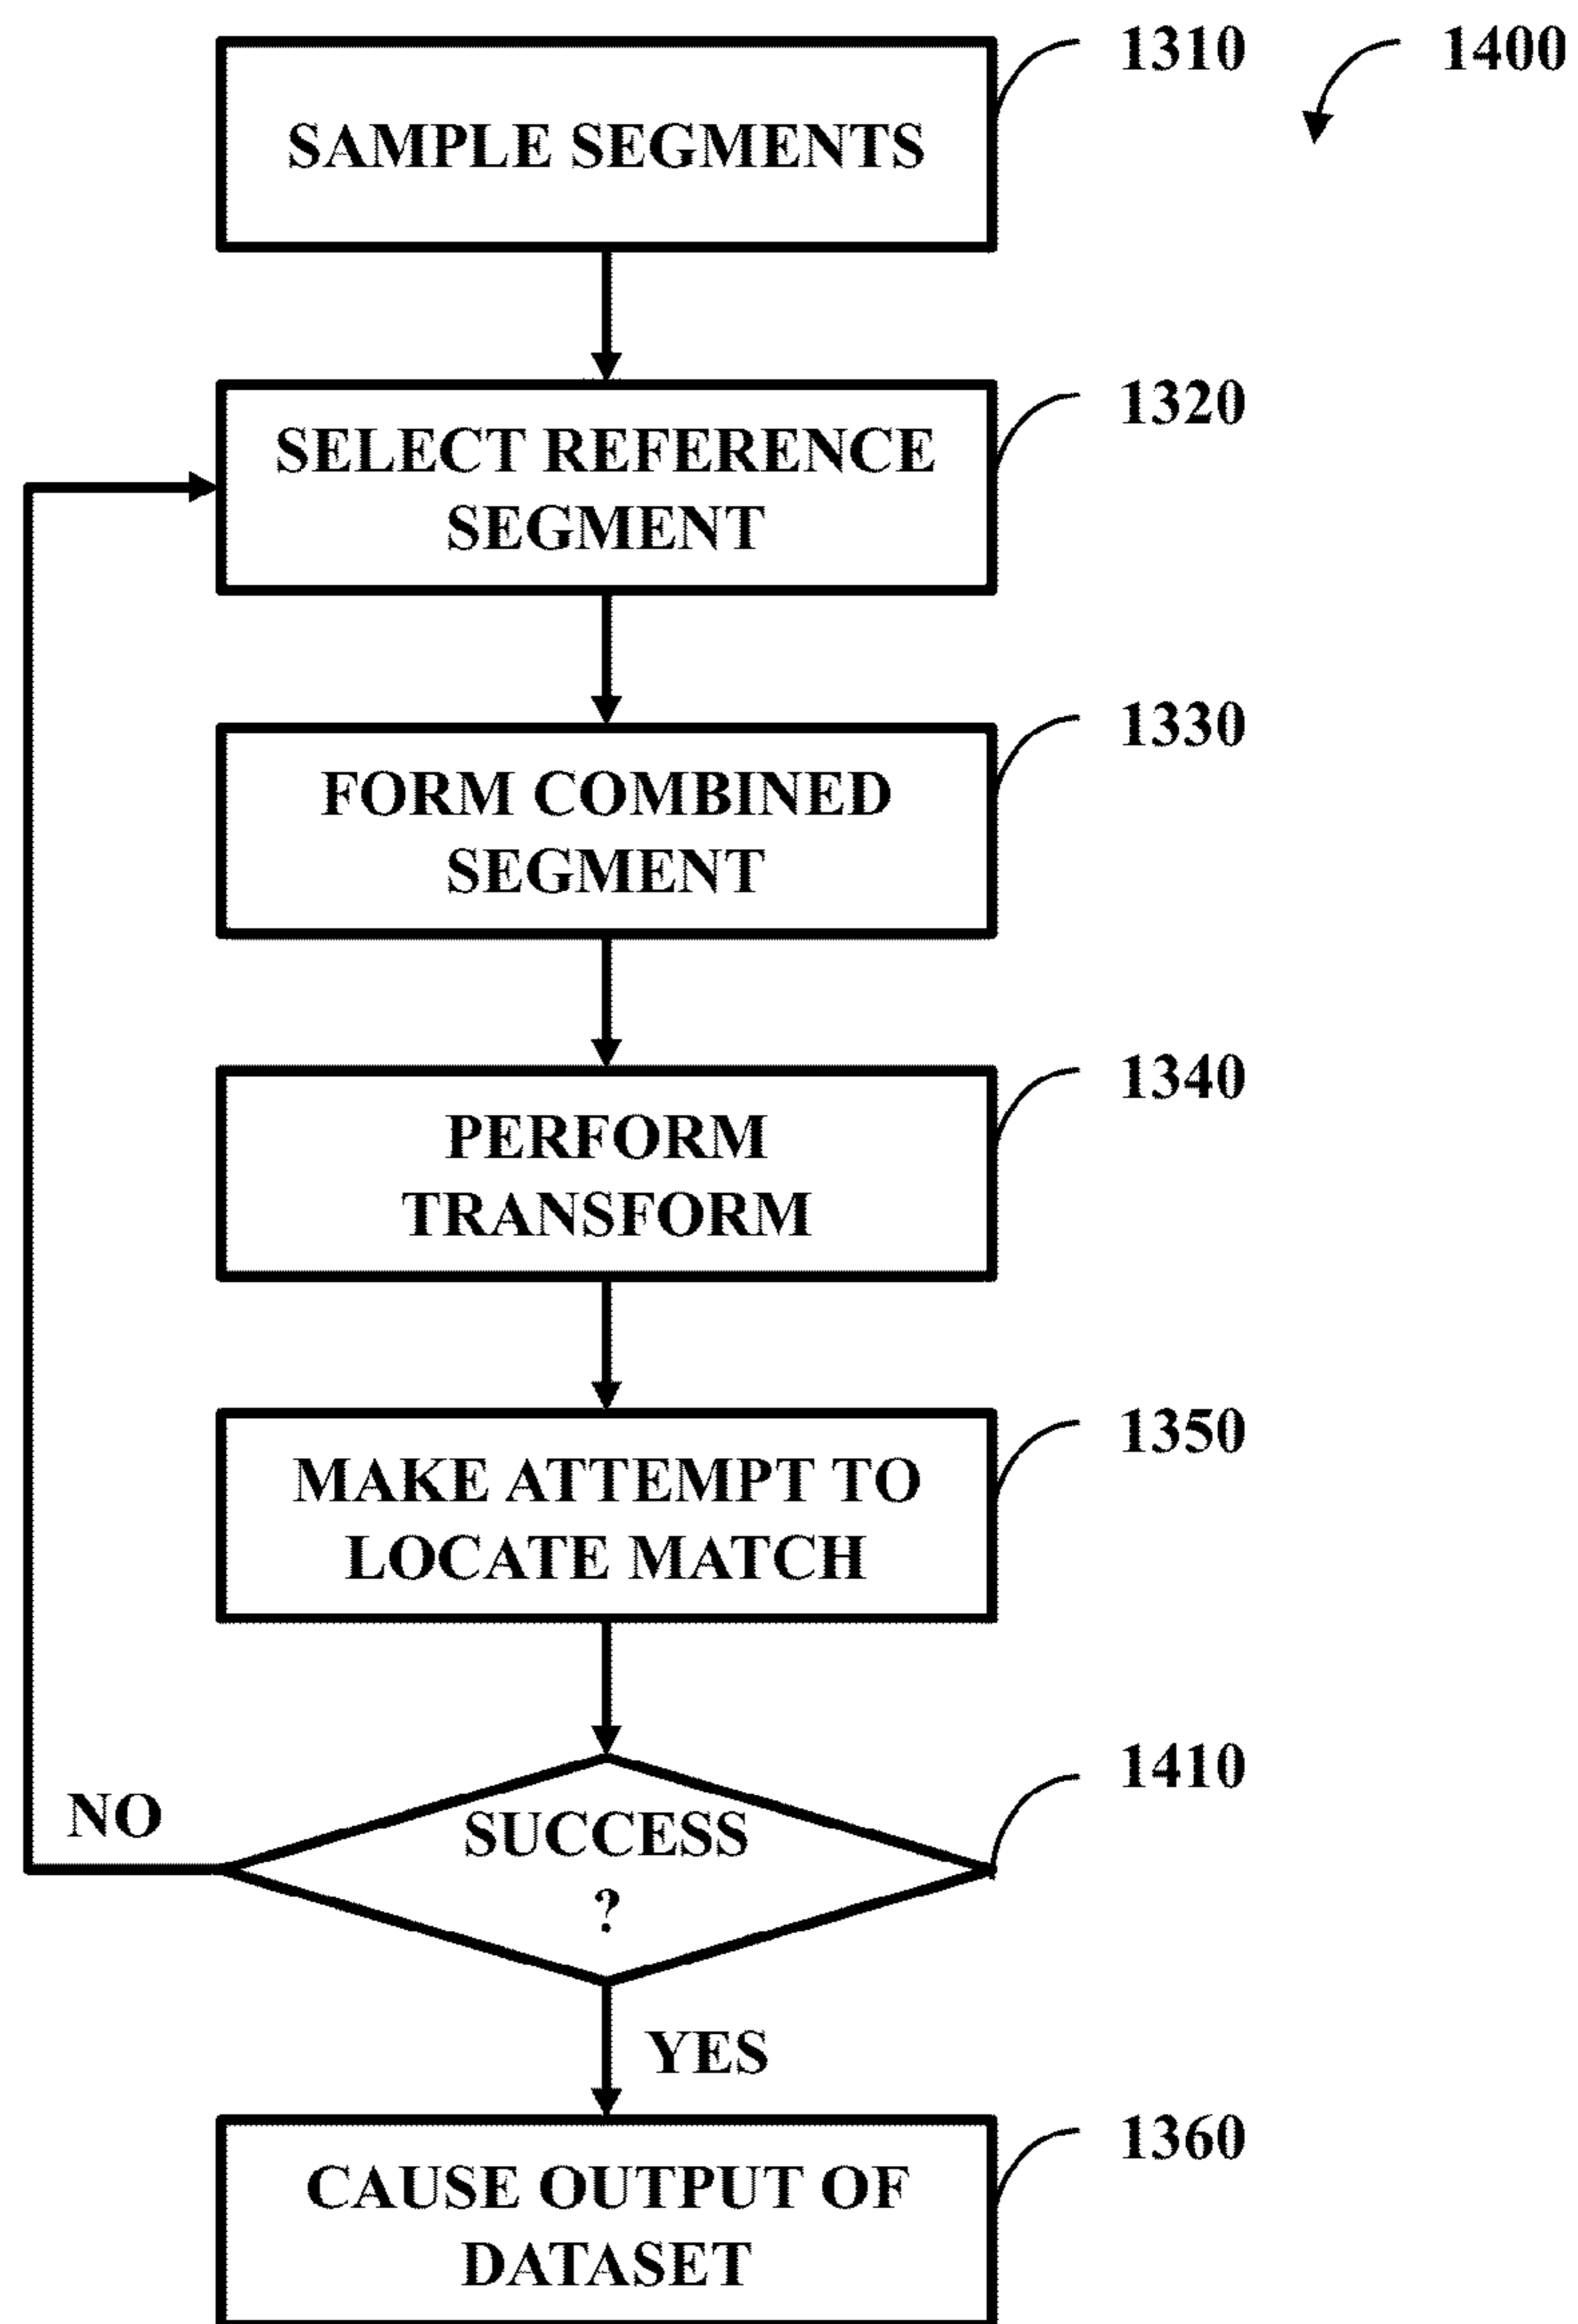 1310
1400
SAMPLE SEGMENTS
1320
SELECT REFERENCE
SEGMENT
1330
FORM COMBINED
SEGMENT
1340
PERFORM
TRANSFORM
1350
MAKE ATTEMPT TO
LOCATE MATCH
1410
NO
SUCCESS
?
YES
1360
CAUSE OUTPUT OF
DATASET